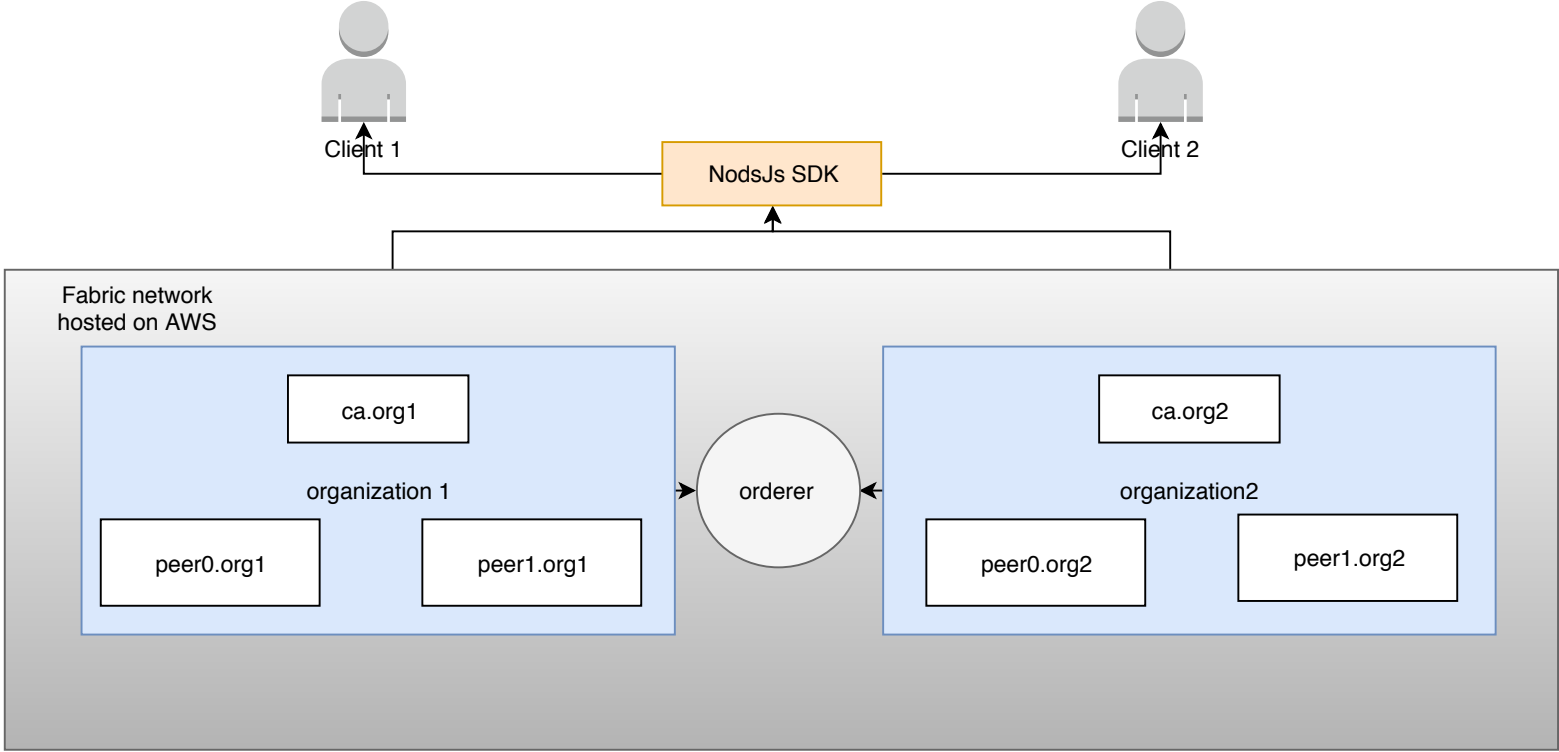 Client 1
Client 2
NodsJs SDK
Fabric network
hosted on AWS
ca.org1
ca.org2
organization 1
orderer
organization2
peer0.org1
peer1.org1
peer0.org2
peer1.org2